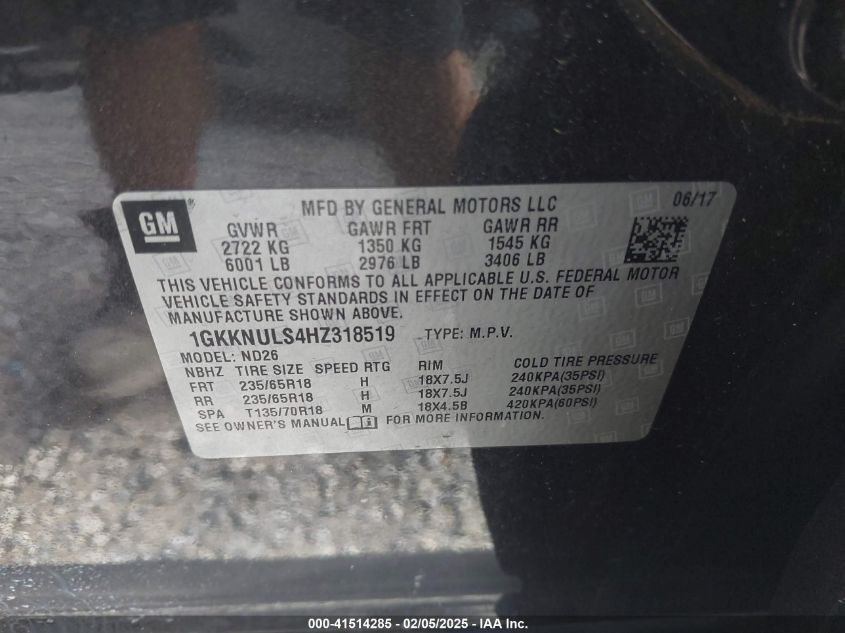 GM
MFD BY GENERAL MOTORS LLC 06/17
GVWR GAWR FRT GAWR RR
2722 KG 1350 KG 1545 KG
6001 LB 2976 LB 3406 LB
THIS VEHICLE CONFORMS TO ALL APPLICABLE U.S. FEDERAL MOTOR
VEHICLE SAFETY STANDARDS IN EFFECT ON THE DATE OF
MANUFACTURE SHOWN ABOVE.
1GKKNULS4HZ318519 TYPE: M.P.V.
MODEL: ND26
NBHZ TIRE SIZE SPEED RTG RIM COLD TIRE PRESSURE
FRT 235/65R18 H 18X7.5J 240KPA(35PSI)
RR 235/65R18 H 18X7.5J 240KPA(35PSI)
SPA T135/70R18 M 18X4.5B 420KPA(60PSI)
SEE OWNER'S MANUAL FOR MORE INFORMATION.
000-41514285 - 02/05/2025 - IAA Inc.